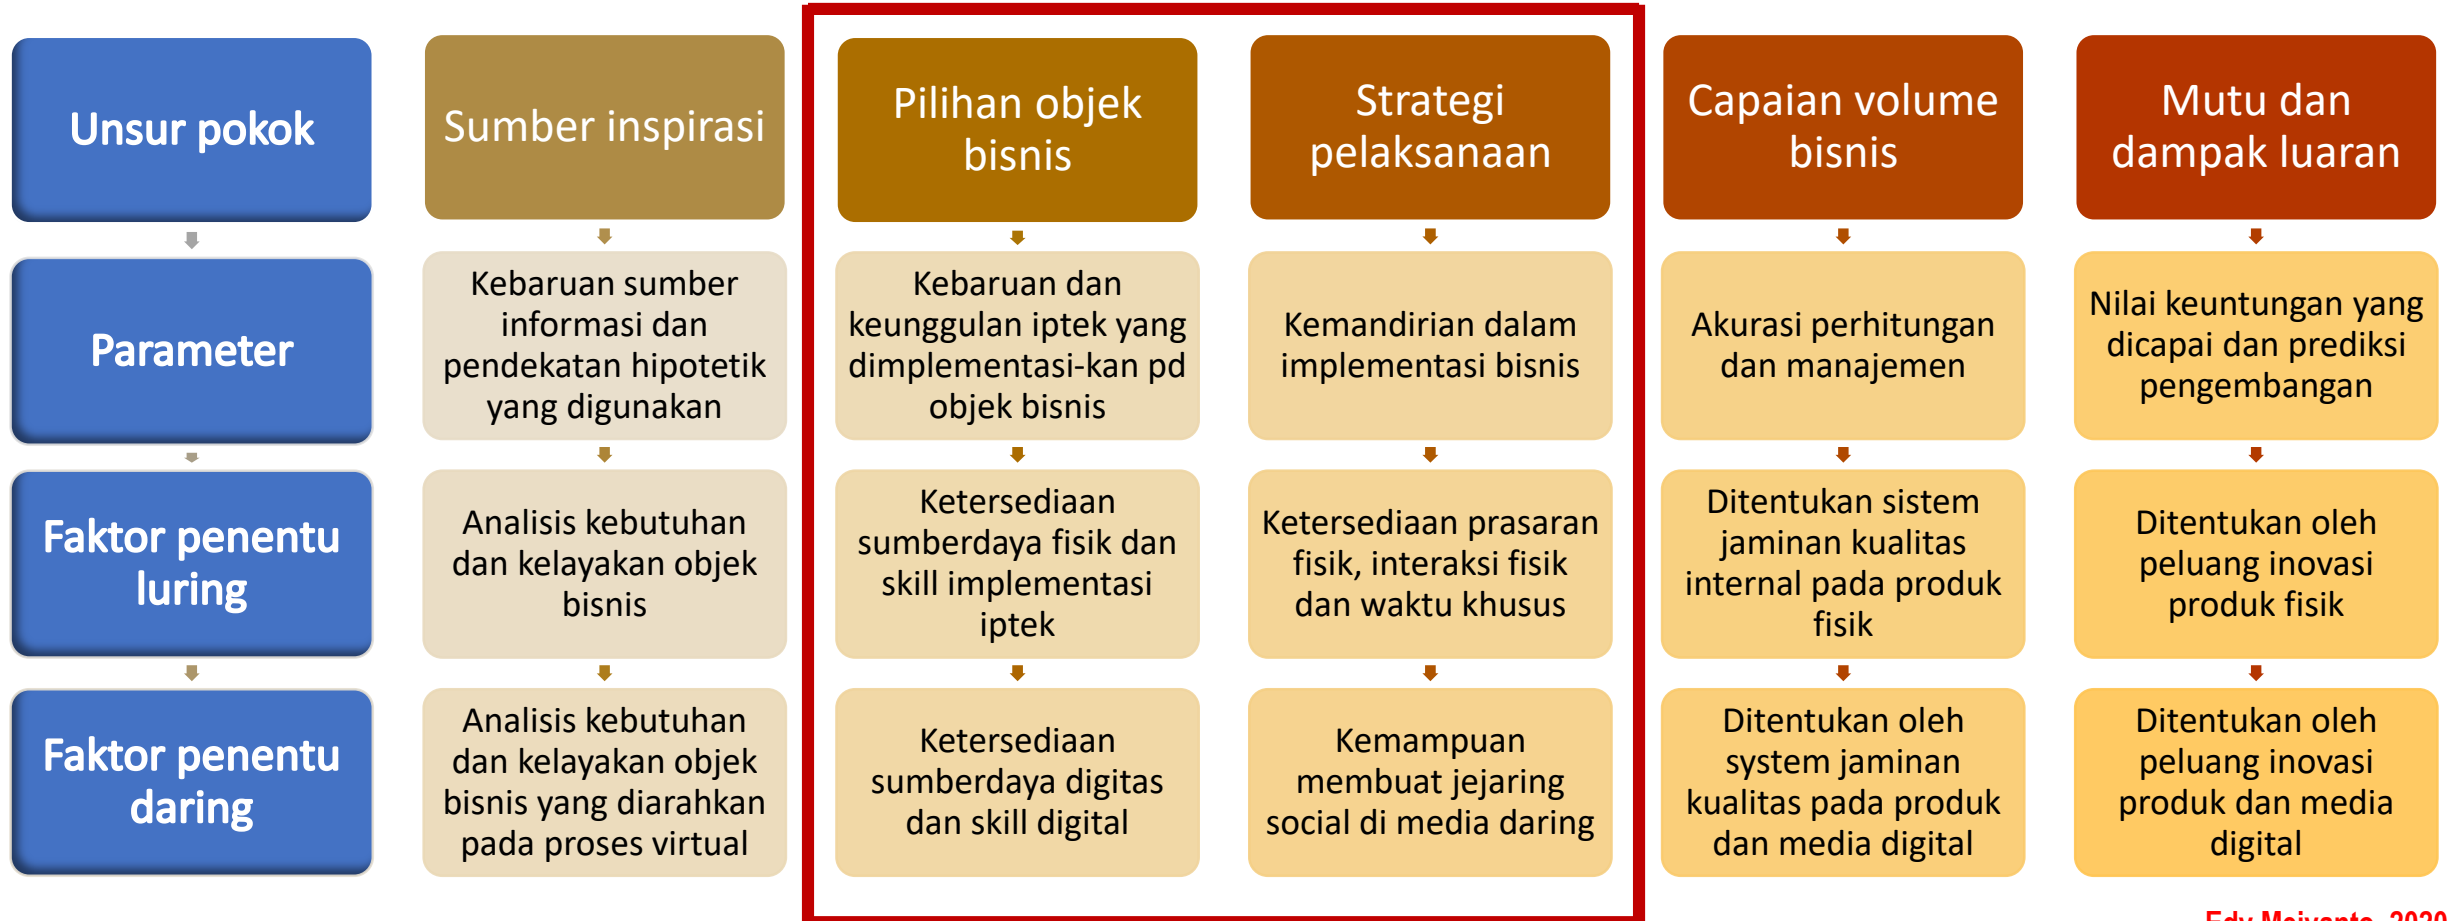 Unsur pokok
Parameter
Faktor penentu
luring
Faktor penentu
daring
Sumber inspirasi
Kebaruan sumber
informasi dan
pendekatan hipotetik
yang digunakan
Analisis kebutuhan
dan kelayakan objek
bisnis
Analisis kebutuhan
dan kelayakan objek
bisnis yang diarahkan
pada proses virtual
Pilihan objek
bisnis
Kebaruan dan
keunggulan iptek yang
dimplementasi-kan pd
objek bisnis
Ketersediaan
sumberdaya fisik dan
skill implementasi
iptek
Ketersediaan
sumberdaya digitas
dan skill digital
Strategi
pelaksanaan
Kemandirian dalam
implementasi bisnis
Ketersediaan prasaran
fisik, interaksi fisik
dan waktu khusus
Kemampuan
membuat jejaring
social di media daring
Capaian volume
bisnis
Akurasi perhitungan
dan manajemen
Ditentukan sistem
jaminan kualitas
internal pada produk
fisik
Ditentukan oleh
system jaminan
kualitas pada produk
dan media digital
Mutu dan
dampak luaran
Nilai keuntungan yang
dicapai dan prediksi
pengembangan
Ditentukan oleh
peluang inovasi
produk fisik
Ditentukan oleh
peluang inovasi
produk dan media
digital
Edy Meiyanto, 2020